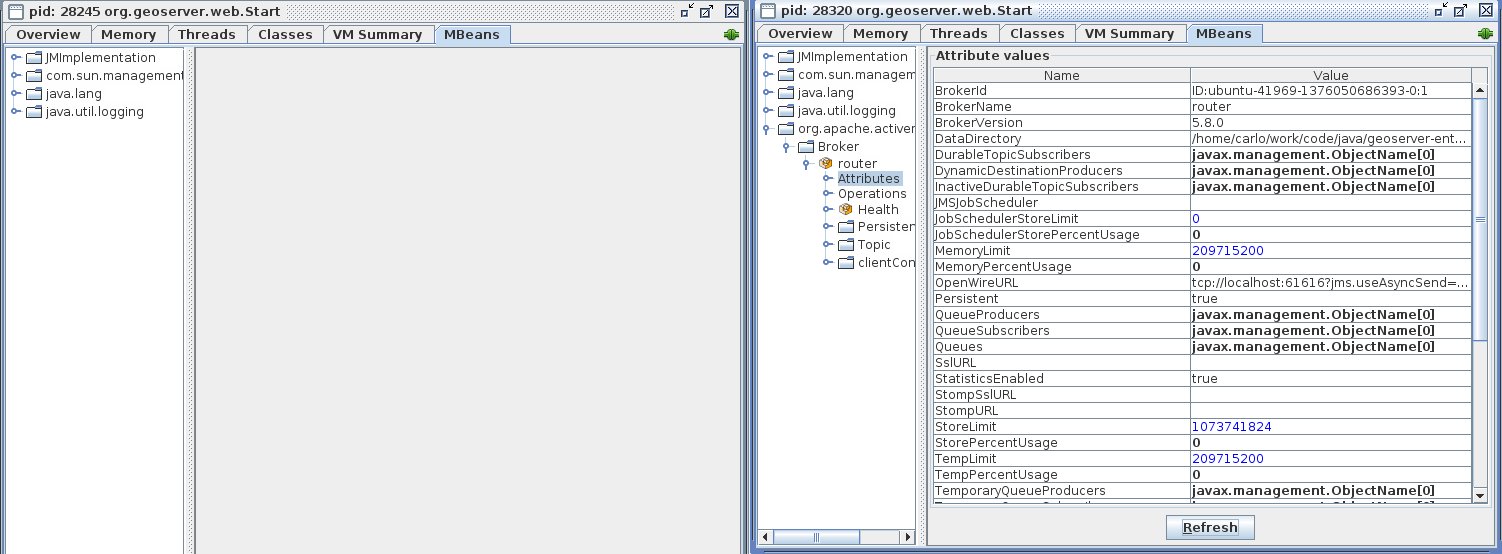 pid: 28245 org.geoserver.web.Start
Overview Memory Threads Classes VM Summary MBeans
JMImplementation
com.sun.management
java.lang
java.util.logging
pid: 28320 org.geoserver.web.Start
Overview Memory Threads Classes VM Summary MBeans
JMImplementation
com.sun.managem
java.lang
java.util.logging
org.apache.activer
Broker
router
Attributes
Operations
Health
Persister
Topic
clientCon
Attribute values
Name Value
BrokerId ID:ubuntu-41969-1376050686393-0:1
BrokerName router
BrokerVersion 5.8.0
DataDirectory /home/carlo/work/code/java/geoserver-ent...
DurableTopicSubscribers javax.management.ObjectName[0]
DynamicDestinationProducers javax.management.ObjectName[0]
InactiveDurableTopicSubscribers javax.management.ObjectName[0]
JMSJobScheduler
JobSchedulerStoreLimit 0
JobSchedulerStorePercentUsage 0
MemoryLimit 209715200
MemoryPercentUsage 0
OpenWireURL tcp://localhost:61616?jms.useAsyncSend=...
Persistent true
QueueProducers javax.management.ObjectName[0]
QueueSubscribers javax.management.ObjectName[0]
Queues javax.management.ObjectName[0]
SslURL
StatisticsEnabled true
StompSslURL
StompURL
StoreLimit 1073741824
StorePercentUsage 0
TempLimit 209715200
TempPercentUsage 0
TemporaryQueueProducers javax.management.ObjectName[0]
Refresh